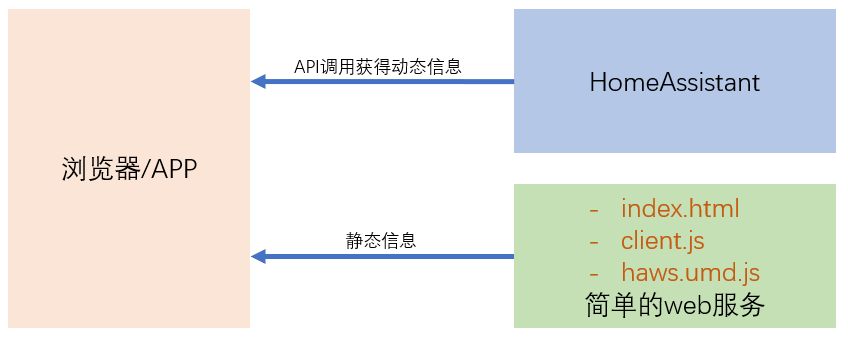 浏览器/APP
API调用获得动态信息
HomeAssistant
静态信息
- index.html
- client.js
- haws.umd.js
简单的web服务